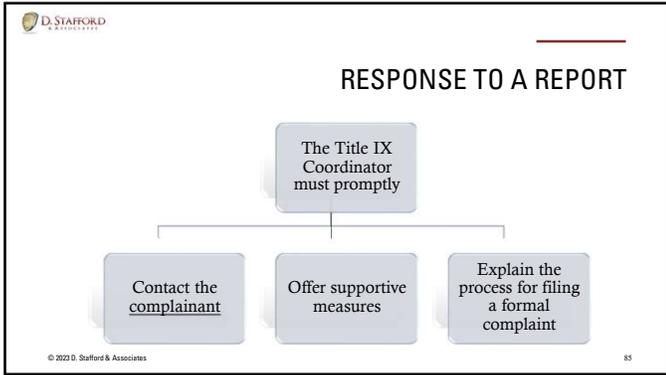 D. STAFFORD
& ASSOCIATES
RESPONSE TO A REPORT
The Title IX
Coordinator
must promptly
Contact the
complainant
Offer supportive
measures
Explain the
process for filing
a formal
complaint
© 2023 D. Stafford & Associates
85